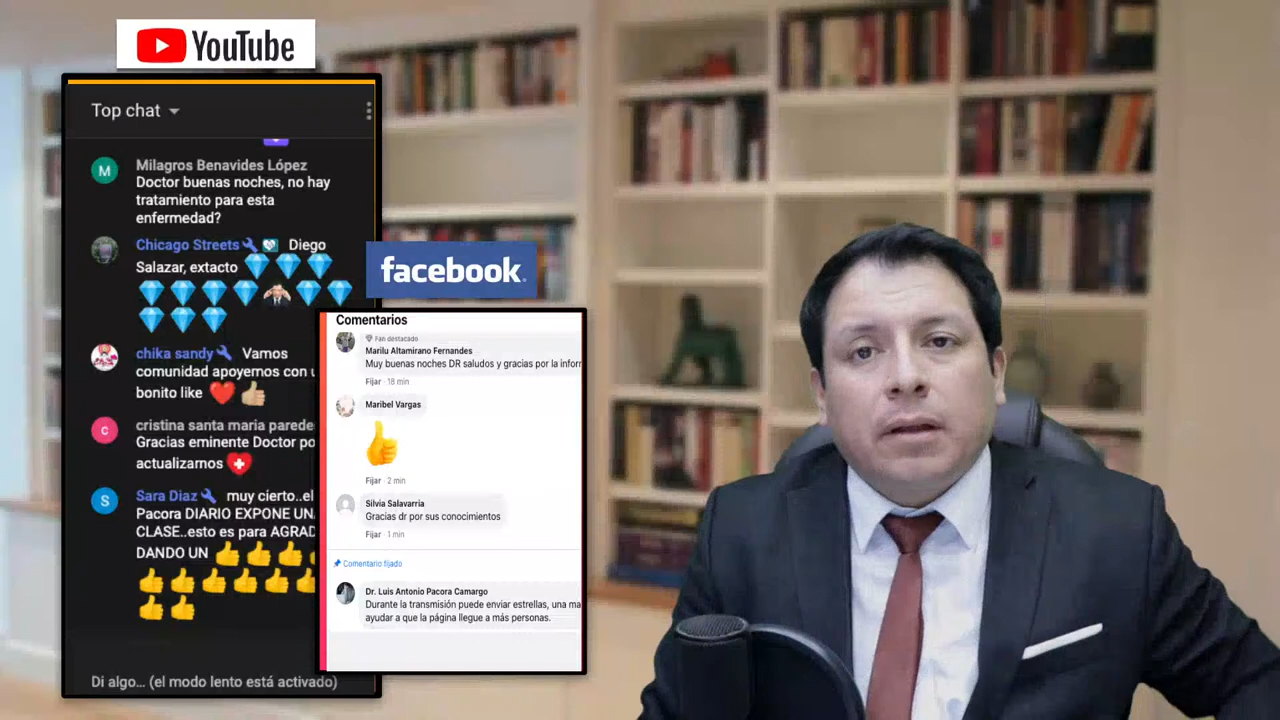 YouTube
Top chat
Milagros Benavides López
Doctor buenas noches, no hay
tratamiento para esta
enfermedad?
Chicago Streets Diego
Salazar, extacto
chika sandy Vamos
comunidad apoyemos con u
bonito like
cristina santa maria parede
Gracias eminente Doctor po
actualizarnos
Sara Diaz muy cierto..el
Pacora DIARIO EXPONE UNA
CLASE..esto es para AGRAD
DANDO UN
Di algo... (el modo lento está activado)
facebook
Comentarios
Fan destacado
Marilu Altamirano Fernandes
Muy buenas noches DR saludos y gracias por la inform
Fijar · 18 min
Maribel Vargas
Fijar · 2 min
Silvia Salavarria
Gracias dr por sus conocimientos
Fijar · 1 min
Comentario fijado
Dr. Luis Antonio Pacora Camargo
Durante la transmisión puede enviar estrellas, una ma
ayudar a que la página llegue a más personas.